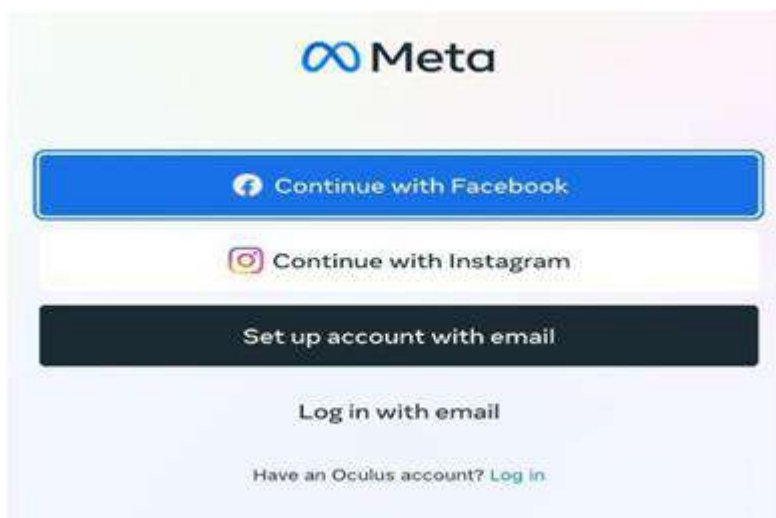 Meta
Continue with Facebook
Continue with Instagram
Set up account with email
Log in with email
Have an Oculus account? Log in